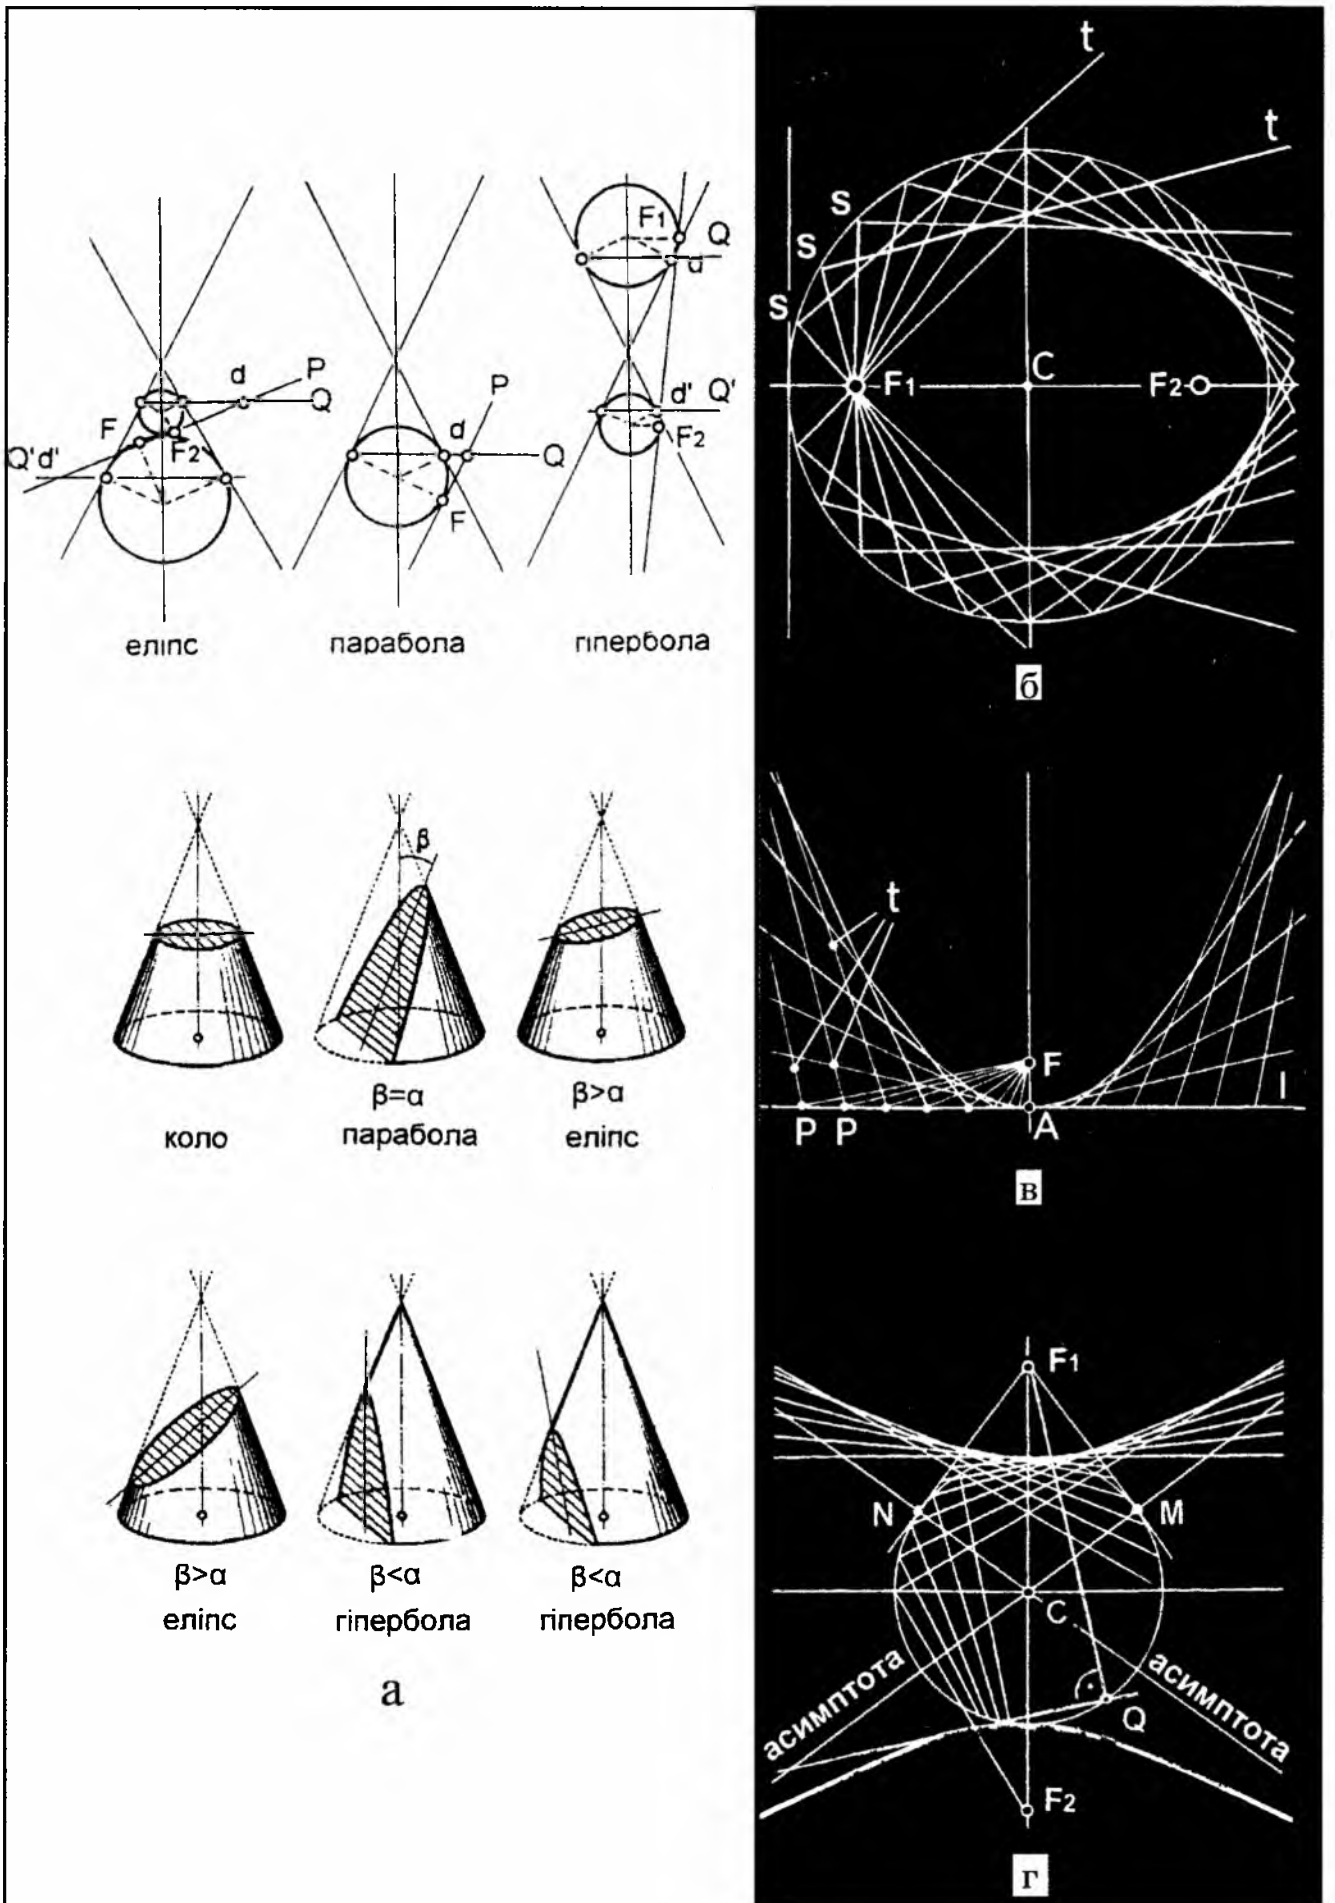 F1
Q
d
P
d
Q
F
F2
Q'd'
P
d
Q
F
d'
Q'
F2
еліпс
парабола
гіпербола
β
коло
β=α
парабола
β>α
еліпс
β>α
еліпс
β<α
гіпербола
β<α
гіпербола
а
t
t
S
S
S
F1
C
F2
б
t
F
l
P
P
A
в
F1
N
M
C
асимптота
асимптота
Q
F2
г